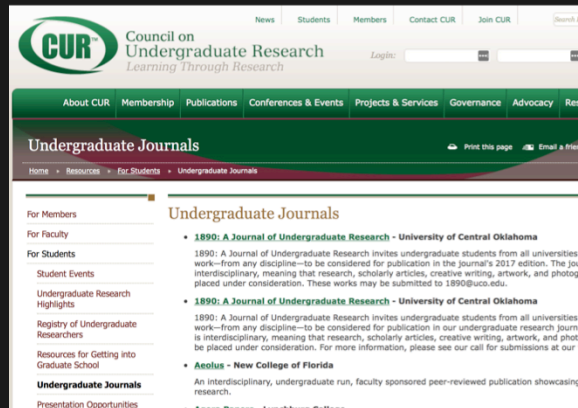 News Students Members Contact CUR Join CUR Search
CUR™
Council on
Undergraduate Research
Learning Through Research
Login:
About CUR Membership Publications Conferences & Events Projects & Services Governance Advocacy Res
Undergraduate Journals
Print this page Email a frie
Home Resources For Students Undergraduate Journals
For Members
For Faculty
For Students
Student Events
Undergraduate Research
Highlights
Registry of Undergraduate
Researchers
Resources for Getting into
Graduate School
Undergraduate Journals
Presentation Opportunities
Undergraduate Journals
• 1890: A Journal of Undergraduate Research - University of Central Oklahoma
1890: A Journal of Undergraduate Research invites undergraduate students from all universities
work—from any discipline—to be considered for publication in the journal's 2017 edition. The jou
interdisciplinary, meaning that research, scholarly articles, creative writing, artwork, and photog
placed under consideration. These works may be submitted to 1890@uco.edu.
• 1890: A Journal of Undergraduate Research - University of Central Oklahoma
1890: A Journal of Undergraduate Research invites undergraduate students from all universities
work—from any discipline—to be considered for publication in our undergraduate research journ
is interdisciplinary, meaning that research, scholarly articles, creative writing, artwork, and phot
be placed under consideration. For more information, please see our call for submissions at our
• Aeolus - New College of Florida
An interdisciplinary, undergraduate run, faculty sponsored peer-reviewed publication showcasing
research.